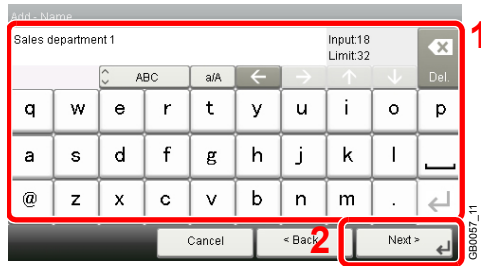 Add - Name
Sales department 1
Input:18
Limit:32
ABC
a/A
← → ↑ ↓
Del.
q w e r t y u i o p
a s d f g h j k l
@ z x c v b n m .
Cancel
< Back
Next >
1
2
GB0057_11